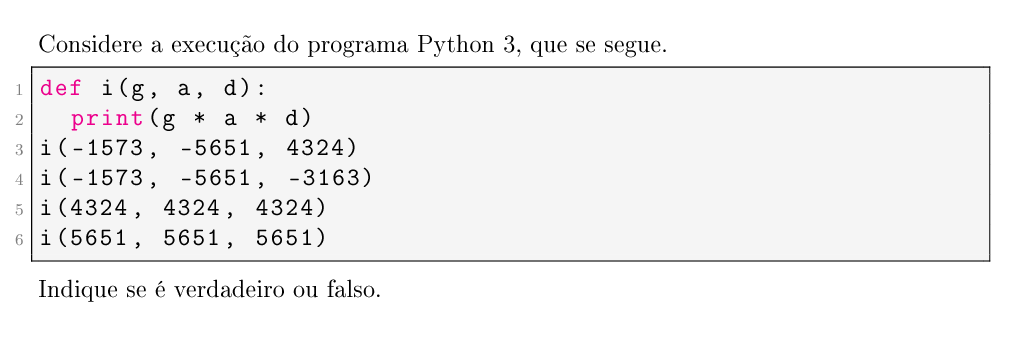 Considere a execução do programa Python 3, que se segue.
1 def i(g, a, d):
2   print(g * a * d)
3 i(-1573, -5651, 4324)
4 i(-1573, -5651, -3163)
5 i(4324, 4324, 4324)
6 i(5651, 5651, 5651)
Indique se é verdadeiro ou falso.